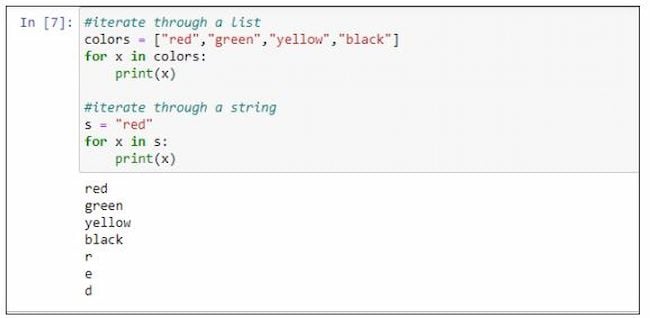 In [7]: #iterate through a list
colors = ["red","green","yellow","black"]
for x in colors:
    print(x)

#iterate through a string
s = "red"
for x in s:
    print(x)

red
green
yellow
black
r
e
d